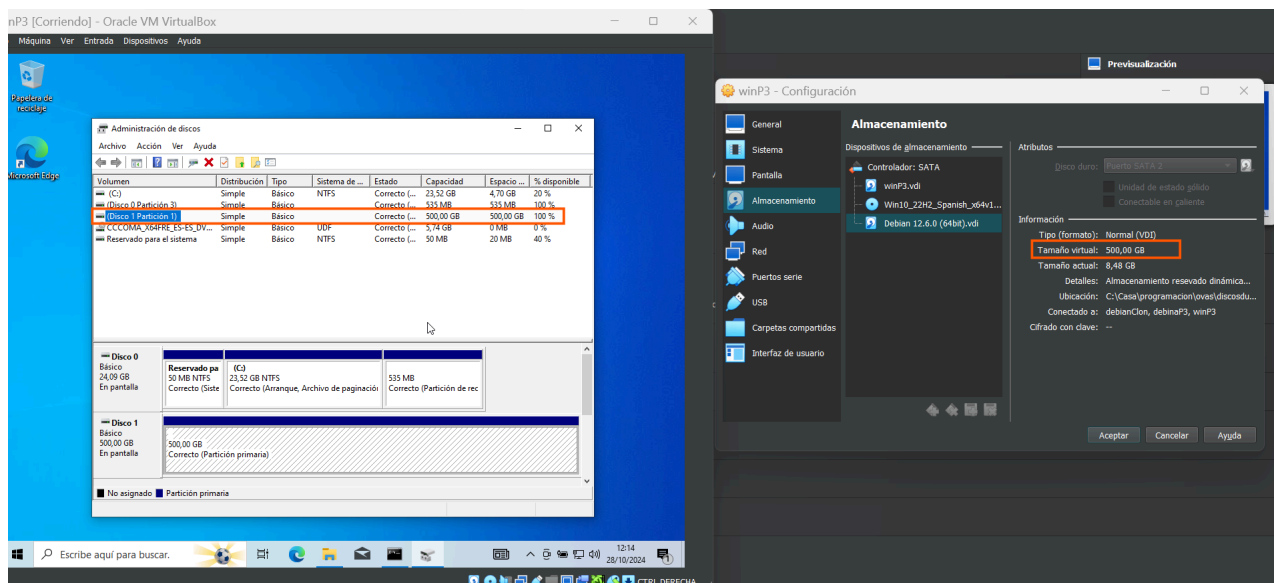 nP3 [Corriendo] - Oracle VM VirtualBox
Máquina Ver Entrada Dispositivos Ayuda
Papelera de
reciclaje
Microsoft Edge
Administración de discos
Archivo Acción Ver Ayuda
Volumen Distribución Tipo Sistema de ... Estado Capacidad Espacio ... % disponible
(C:) Simple Básico NTFS Correcto (... 23,52 GB 4,70 GB 20 %
(Disco 0 Partición 3) Simple Básico Correcto (... 535 MB 535 MB 100 %
(Disco 1 Partición 1) Simple Básico Correcto (... 500,00 GB 500,00 GB 100 %
CCCOMA_X64FRE_ES-ES_DV... Simple Básico UDF Correcto (... 5,74 GB 0 MB 0 %
Reservado para el sistema Simple Básico NTFS Correcto (... 50 MB 20 MB 40 %
Disco 0
Básico
24,09 GB
En pantalla
Reservado pa
50 MB NTFS
Correcto (Siste
(C:)
23,52 GB NTFS
Correcto (Arranque, Archivo de paginación
535 MB
Correcto (Partición de rec
Disco 1
Básico
500,00 GB
En pantalla
500,00 GB
Correcto (Partición primaria)
No asignado Partición primaria
Escribe aquí para buscar.
12:14
28/10/2024
CTRL DERECHA
Previsualización
winP3 - Configuración
General
Sistema
Pantalla
Almacenamiento
Audio
Red
Puertos serie
USB
Carpetas compartidas
Interfaz de usuario
Almacenamiento
Dispositivos de almacenamiento
Controlador: SATA
winP3.vdi
Win10_22H2_Spanish_x64v1...
Debian 12.6.0 (64bit).vdi
Atributos
Disco duro: Puerto SATA 2
Unidad de estado sólido
Conectable en caliente
Información
Tipo (formato): Normal (VDI)
Tamaño virtual: 500,00 GB
Tamaño actual: 8,48 GB
Detalles: Almacenamiento resevado dinámica...
Ubicación: C:\Casa\programacion\ovas\discosdu...
Conectado a: debianClon, debinaP3, winP3
Cifrado con clave: --
Aceptar Cancelar Ayuda